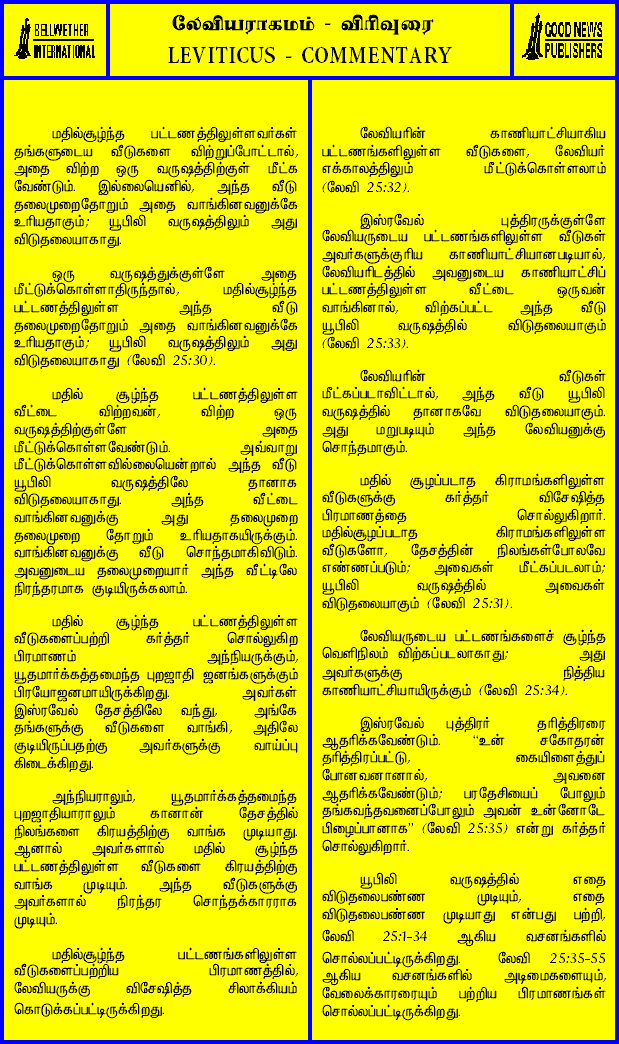 BELLWETHER
INTERNATIONAL
லேவியராகமம் - விரிவுரை
LEVITICUS - COMMENTARY
GOOD NEWS
PUBLISHERS
மதில்சூழ்ந்த பட்டணத்திலுள்ளவர்கள்
தங்களுடைய வீடுகளை விற்றுப்போட்டால்,
அதை விற்ற ஒரு வருஷத்திற்குள் மீட்க
வேண்டும். இல்லையெனில், அந்த வீடு
தலைமுறைதோறும் அதை வாங்கினவனுக்கே
உரியதாகும்; யூபிலி வருஷத்திலும் அது
விடுதலையாகாது.
ஒரு வருஷத்துக்குள்ளே அதை
மீட்டுக்கொள்ளாதிருந்தால், மதில்சூழ்ந்த
பட்டணத்திலுள்ள அந்த வீடு
தலைமுறைதோறும் அதை வாங்கினவனுக்கே
உரியதாகும்; யூபிலி வருஷத்திலும் அது
விடுதலையாகாது (லேவி 25:30).
மதில் சூழ்ந்த பட்டணத்திலுள்ள
வீட்டை விற்றவன், விற்ற ஒரு
வருஷத்திற்குள்ளே அதை
மீட்டுக்கொள்ளவேண்டும். அவ்வாறு
மீட்டுக்கொள்ளவில்லையென்றால் அந்த வீடு
யூபிலி வருஷத்திலே தானாக
விடுதலையாகாது. அந்த வீட்டை
வாங்கினவனுக்கு அது தலைமுறை
தலைமுறை தோறும் உரியதாகயிருக்கும்.
வாங்கினவனுக்கு வீடு சொந்தமாகிவிடும்.
அவனுடைய தலைமுறையார் அந்த வீட்டிலே
நிரந்தரமாக குடியிருக்கலாம்.
மதில் சூழ்ந்த பட்டணத்திலுள்ள
வீடுகளைப்பற்றி கர்த்தர் சொல்லுகிற
பிரமாணம் அந்நியருக்கும்,
யூதமார்க்கத்தமைந்த புறஜாதி ஜனங்களுக்கும்
பிரயோஜனமாயிருக்கிறது. அவர்கள்
இஸ்ரவேல் தேசத்திலே வந்து, அங்கே
தங்களுக்கு வீடுகளை வாங்கி, அதிலே
குடியிருப்பதற்கு அவர்களுக்கு வாய்ப்பு
கிடைக்கிறது.
அந்நியராலும், யூதமார்க்கத்தமைந்த
புறஜாதியாராலும் கானான் தேசத்தில்
நிலங்களை கிரயத்திற்கு வாங்க முடியாது.
ஆனால் அவர்களால் மதில் சூழ்ந்த
பட்டணத்திலுள்ள வீடுகளை கிரயத்திற்கு
வாங்க முடியும். அந்த வீடுகளுக்கு
அவர்களால் நிரந்தர சொந்தக்காரராக
முடியும்.
மதில்சூழ்ந்த பட்டணங்களிலுள்ள
வீடுகளைப்பற்றிய பிரமாணத்தில்,
லேவியருக்கு விசேஷித்த சிலாக்கியம்
கொடுக்கப்பட்டிருக்கிறது.
லேவியரின் காணியாட்சியாகிய
பட்டணங்களிலுள்ள வீடுகளை, லேவியர்
எக்காலத்திலும் மீட்டுக்கொள்ளலாம்
(லேவி 25:32).
இஸ்ரவேல் புத்திரருக்குள்ளே
லேவியருடைய பட்டணங்களிலுள்ள வீடுகள்
அவர்களுக்குரிய காணியாட்சியானபடியால்,
லேவியரிடத்தில் அவனுடைய காணியாட்சிப்
பட்டணத்திலுள்ள வீட்டை ஒருவன்
வாங்கினால், விற்கப்பட்ட அந்த வீடு
யூபிலி வருஷத்தில் விடுதலையாகும்
(லேவி 25:33).
லேவியரின் வீடுகள்
மீட்கப்படாவிட்டால், அந்த வீடு யூபிலி
வருஷத்தில் தானாகவே விடுதலையாகும்.
அது மறுபடியும் அந்த லேவியனுக்கு
சொந்தமாகும்.
மதில் சூழப்படாத கிராமங்களிலுள்ள
வீடுகளுக்கு கர்த்தர் விசேஷித்த
பிரமாணத்தை சொல்லுகிறார்.
மதில்சூழப்படாத கிராமங்களிலுள்ள
வீடுகளோ, தேசத்தின் நிலங்கள்போலவே
எண்ணப்படும்; அவைகள் மீட்கப்படலாம்;
யூபிலி வருஷத்தில் அவைகள்
விடுதலையாகும் (லேவி 25:31).
லேவியருடைய பட்டணங்களைச் சூழ்ந்த
வெளிநிலம் விற்கப்படலாகாது; அது
அவர்களுக்கு நித்திய
காணியாட்சியாயிருக்கும் (லேவி 25:34).
இஸ்ரவேல் புத்திரர் தரித்திரரை
ஆதரிக்கவேண்டும். "உன் சகோதரன்
தரித்திரப்பட்டு, கையிளைத்துப்
போனவனானால், அவனை
ஆதரிக்கவேண்டும்; பரதேசியைப் போலும்
தங்கவந்தவனைப்போலும் அவன் உன்னோடே
பிழைப்பானாக" (லேவி 25:35) என்று கர்த்தர்
சொல்லுகிறார்.
யூபிலி வருஷத்தில் எதை
விடுதலைபண்ண முடியும், எதை
விடுதலைபண்ண முடியாது என்பது பற்றி,
லேவி 25:1-34 ஆகிய வசனங்களில்
சொல்லப்பட்டிருக்கிறது. லேவி 25:35-55
ஆகிய வசனங்களில் அடிமைகளையும்,
வேலைக்காரரையும் பற்றிய பிரமாணங்கள்
சொல்லப்பட்டிருக்கிறது.